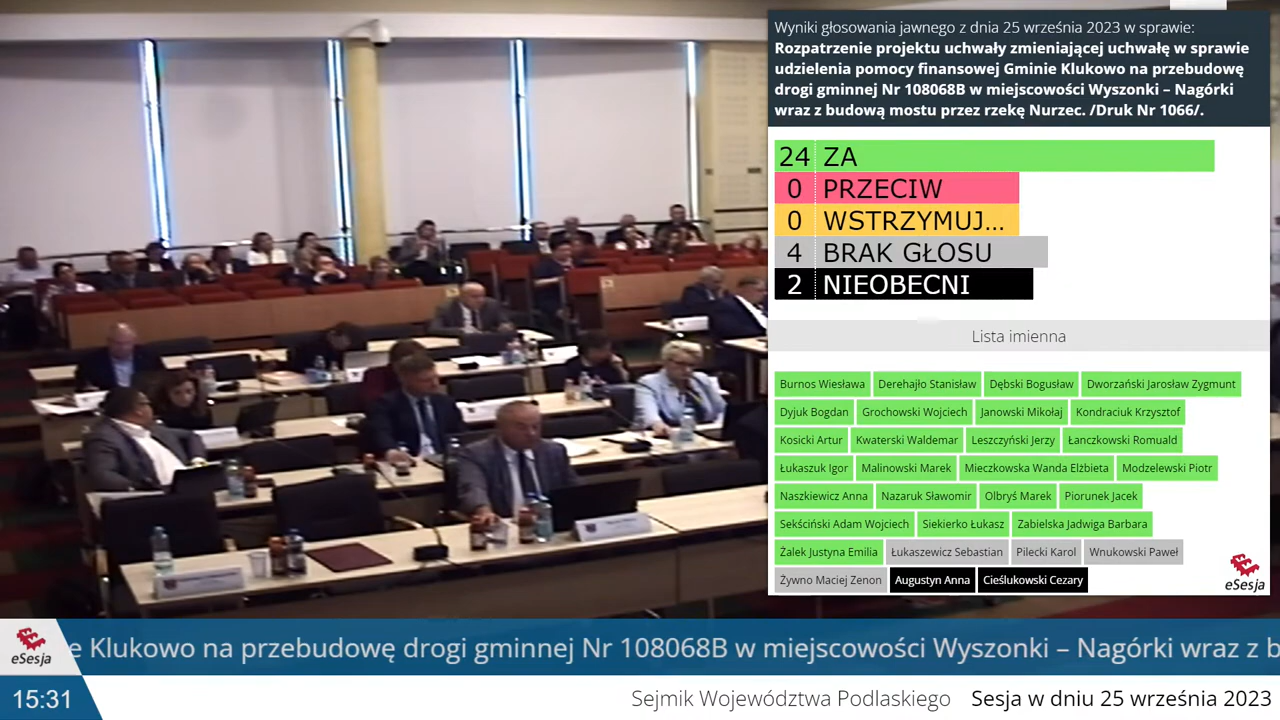 Wyniki głosowania jawnego z dnia 25 września 2023 w sprawie:
Rozpatrzenie projektu uchwały zmieniającej uchwałę w sprawie
udzielenia pomocy finansowej Gminie Klukowo na przebudowę
drogi gminnej Nr 108068B w miejscowości Wyszonki – Nagórki
wraz z budową mostu przez rzekę Nurzec. /Druk Nr 1066/.
24 ZA
0 PRZECIW
0 WSTRZYMUJ...
4 BRAK GŁOSU
2 NIEOBECNI
Lista imienna
Burnos Wiesława Derehajło Stanisław Dębski Bogusław Dworzański Jarosław Zygmunt
Dyjuk Bogdan Grochowski Wojciech Janowski Mikołaj Kondraciuk Krzysztof
Kosicki Artur Kwaterski Waldemar Leszczyński Jerzy Łanczkowski Romuald
Łukaszuk Igor Malinowski Marek Mieczkowska Wanda Elżbieta Modzelewski Piotr
Naszkiewicz Anna Nazaruk Sławomir Olbryś Marek Piorunek Jacek
Sekściński Adam Wojciech Siekierko Łukasz Zabielska Jadwiga Barbara
Żalek Justyna Emilia Łukaszewicz Sebastian Pilecki Karol Wnukowski Paweł
Żywno Maciej Zenon Augustyn Anna Cieślukowski Cezary
eSesja
eSesja
e Klukowo na przebudowę drogi gminnej Nr 108068B w miejscowości Wyszonki – Nagórki wraz z b
15:31
Sejmik Województwa Podlaskiego Sesja w dniu 25 września 2023